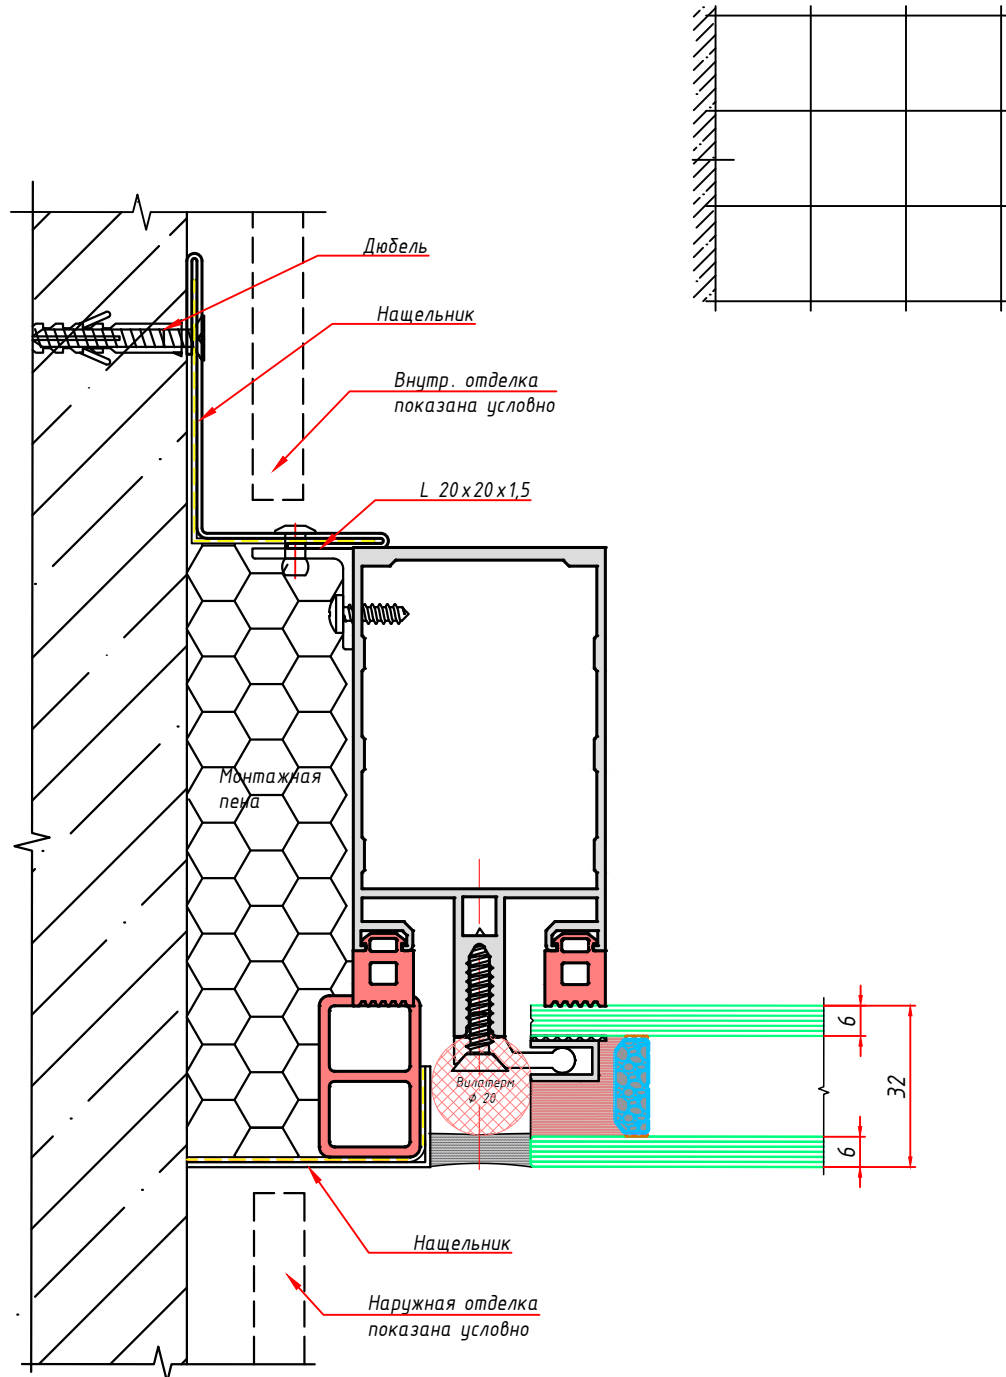 Дюбель
Нащельник
Внутр. отделка
показана условно
L 20x20x1,5
Монтажная
пена
Вилатерм
Ф 20
6
32
6
Нащельник
Наружная отделка
показана условно